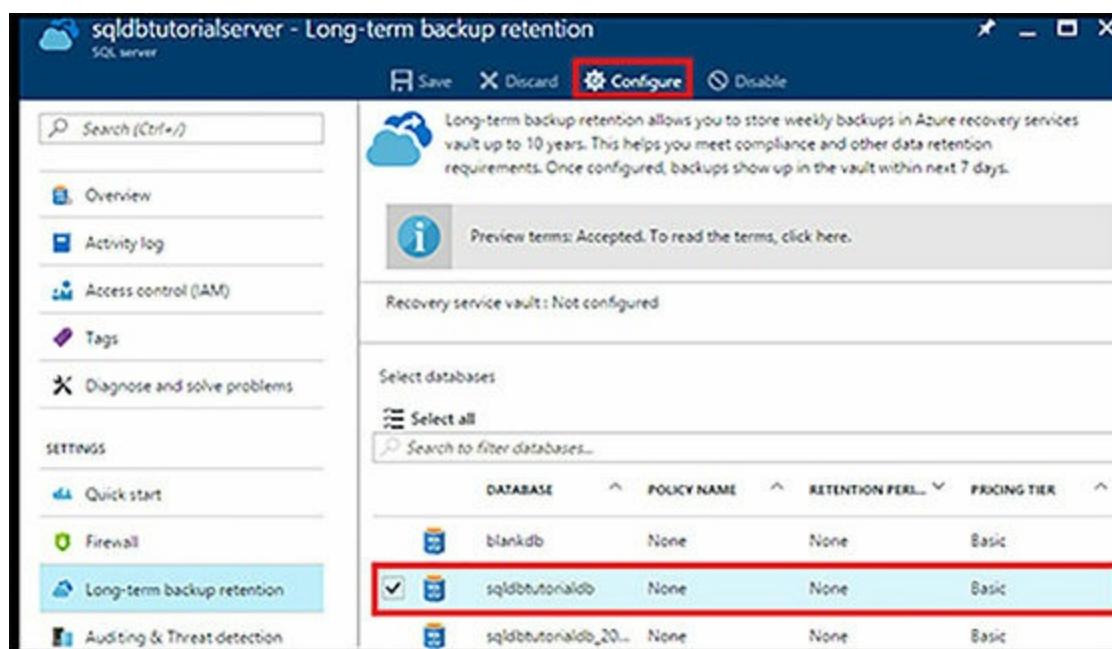 sqldbtutorialserver - Long-term backup retention
SQL server
Save Discard Configure Disable
Search (Ctrl+/)
Overview
Activity log
Access control (IAM)
Tags
Diagnose and solve problems
SETTINGS
Quick start
Firewall
Long-term backup retention
Auditing & Threat detection
Long-term backup retention allows you to store weekly backups in Azure recovery services
vault up to 10 years. This helps you meet compliance and other data retention
requirements. Once configured, backups show up in the vault within next 7 days.
Preview terms: Accepted. To read the terms, click here.
Recovery service vault : Not configured
Select databases
Select all
Search to filter databases...
DATABASE POLICY NAME RETENTION PERI... PRICING TIER
blankdb None None Basic
sqldbtutorialdb None None Basic
sqldbtutorialdb_20... None None Basic